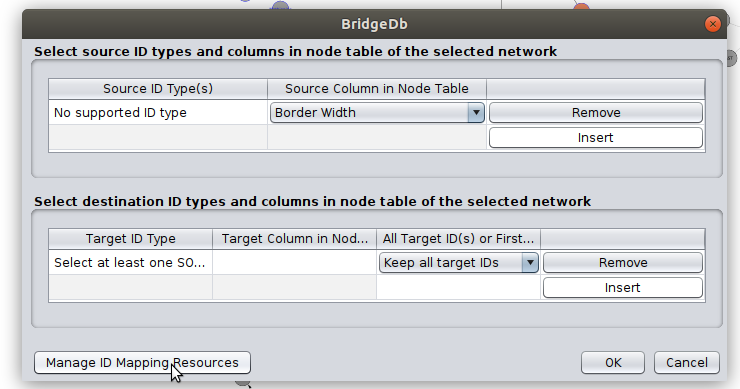 BridgeDb
Select source ID types and columns in node table of the selected network
Source ID Type(s) Source Column in Node Table
No supported ID type Border Width Remove
Insert
Select destination ID types and columns in node table of the selected network
Target ID Type Target Column in Nod... All Target ID(s) or First...
Select at least one SO... Keep all target IDs Remove
Insert
Manage ID Mapping Resources OK Cancel